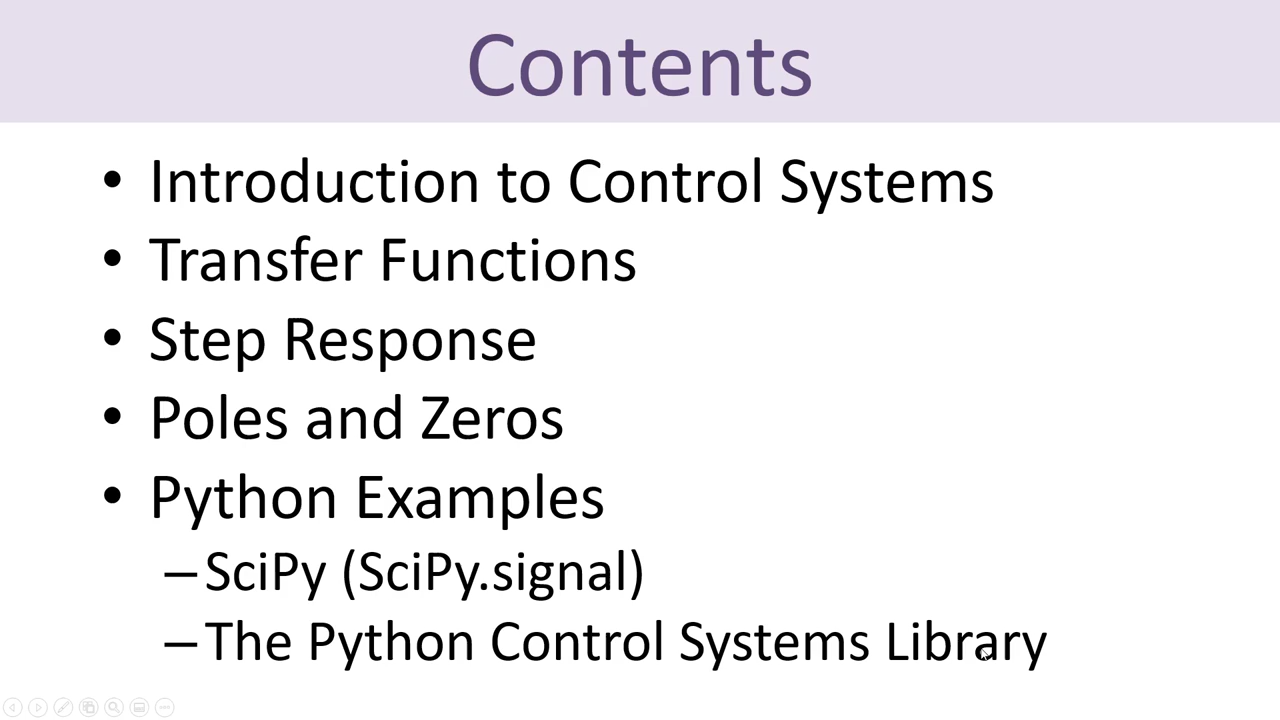 Contents
• Introduction to Control Systems
• Transfer Functions
• Step Response
• Poles and Zeros
• Python Examples
– SciPy (SciPy.signal)
– The Python Control Systems Library